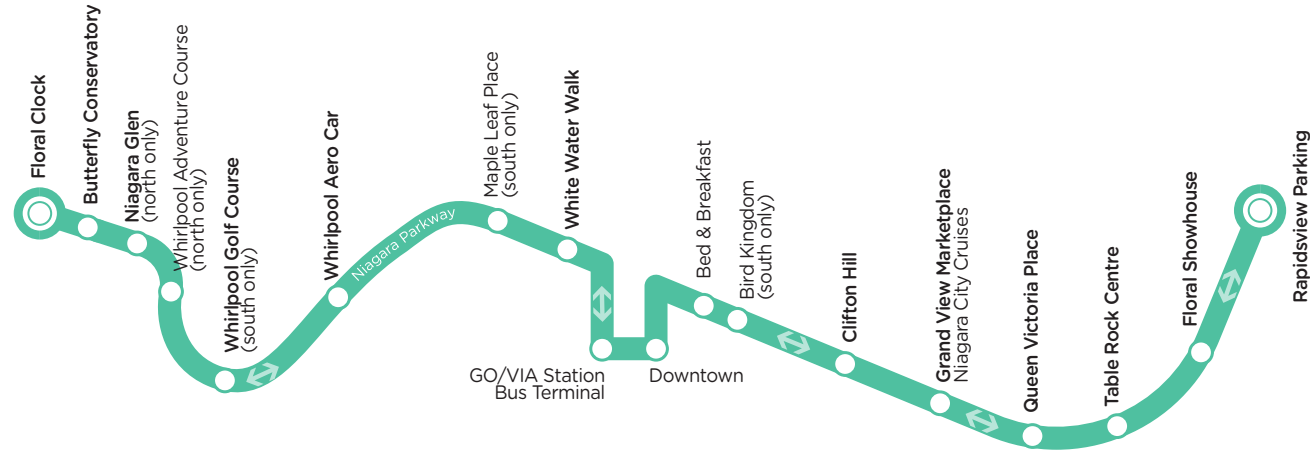 Floral Clock
Butterfly Conservatory
Niagara Glen
(north only)
Whirlpool Adventure Course
(north only)
Whirlpool Golf Course
(south only)
Whirlpool Aero Car
Niagara Parkway
Maple Leaf Place
(south only)
White Water Walk
GO/VIA Station
Bus Terminal
Downtown
Bed & Breakfast
Bird Kingdom
(south only)
Clifton Hill
Grand View Marketplace
Niagara City Cruises
Queen Victoria Place
Table Rock Centre
Floral Showhouse
Rapidsview Parking